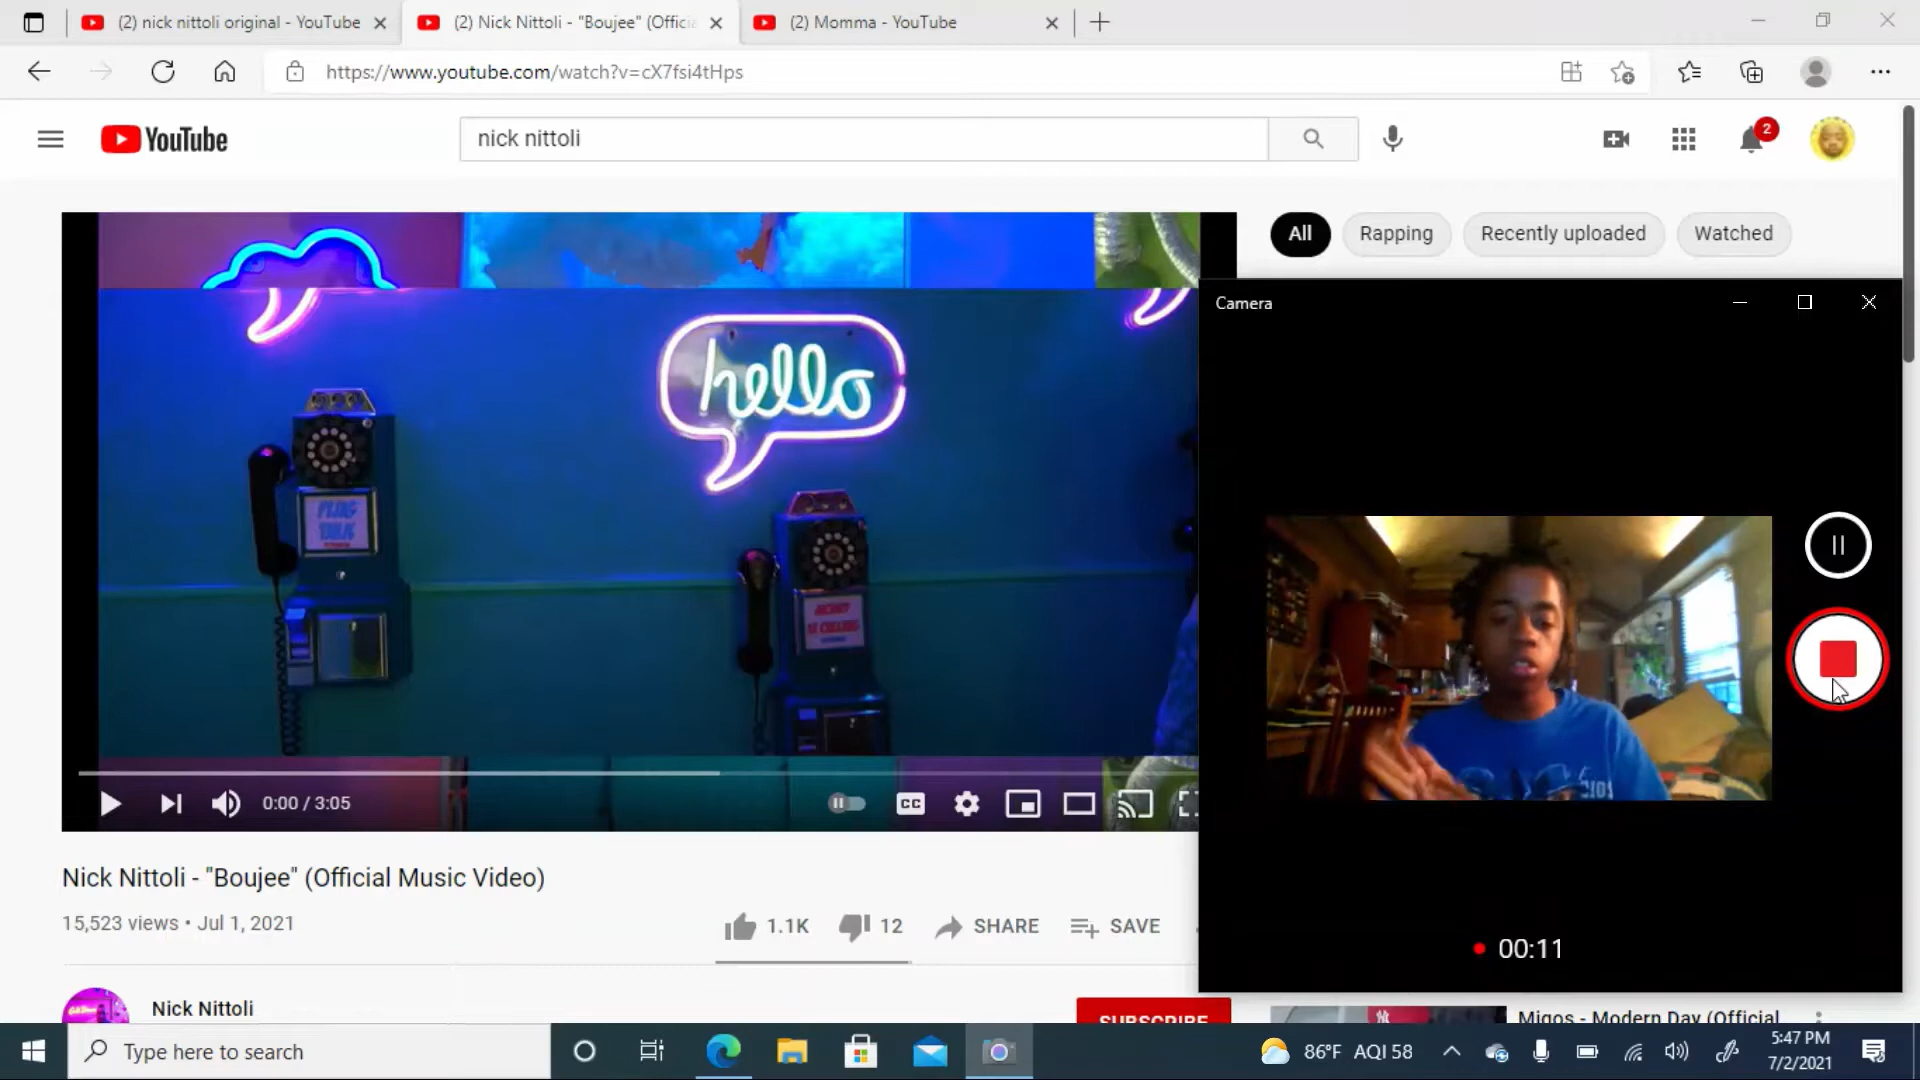 (2) nick nittoli original - YouTube
(2) Nick Nittoli - "Boujee" (Offici
(2) Momma - YouTube
https://www.youtube.com/watch?v=cX7fsi4tHps
YouTube
nick nittoli
2
All
Rapping
Recently uploaded
Watched
hello
Camera
0:00 / 3:05
CC
Nick Nittoli - "Boujee" (Official Music Video)
15,523 views • Jul 1, 2021
1.1K
12
SHARE
SAVE
00:11
Nick Nittoli
SUBSCRIBE
Migos - Modern Day (Official
Type here to search
86°F AQI 58
5:47 PM
7/2/2021